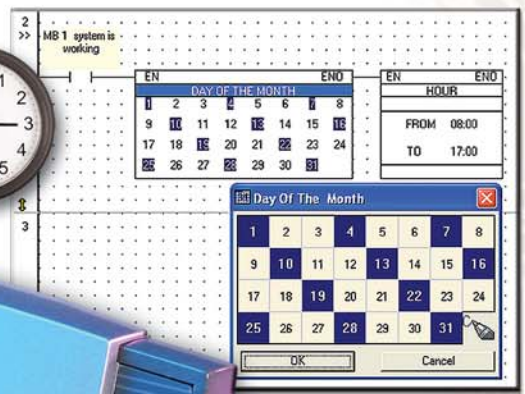 2
>> MB 1 system is
working
EN ENO EN ENO
DAY OF THE MONTH HOUR
1 2 3 4 5 6 7 8
9 10 11 12 13 14 15 16 FROM 08:00
17 18 19 20 21 22 23 24 TO 17:00
25 26 27 28 29 30 31
1
2
3
4
5
3
Day Of The Month
1 2 3 4 5 6 7 8
9 10 11 12 13 14 15 16
17 18 19 20 21 22 23 24
25 26 27 28 29 30 31
OK Cancel